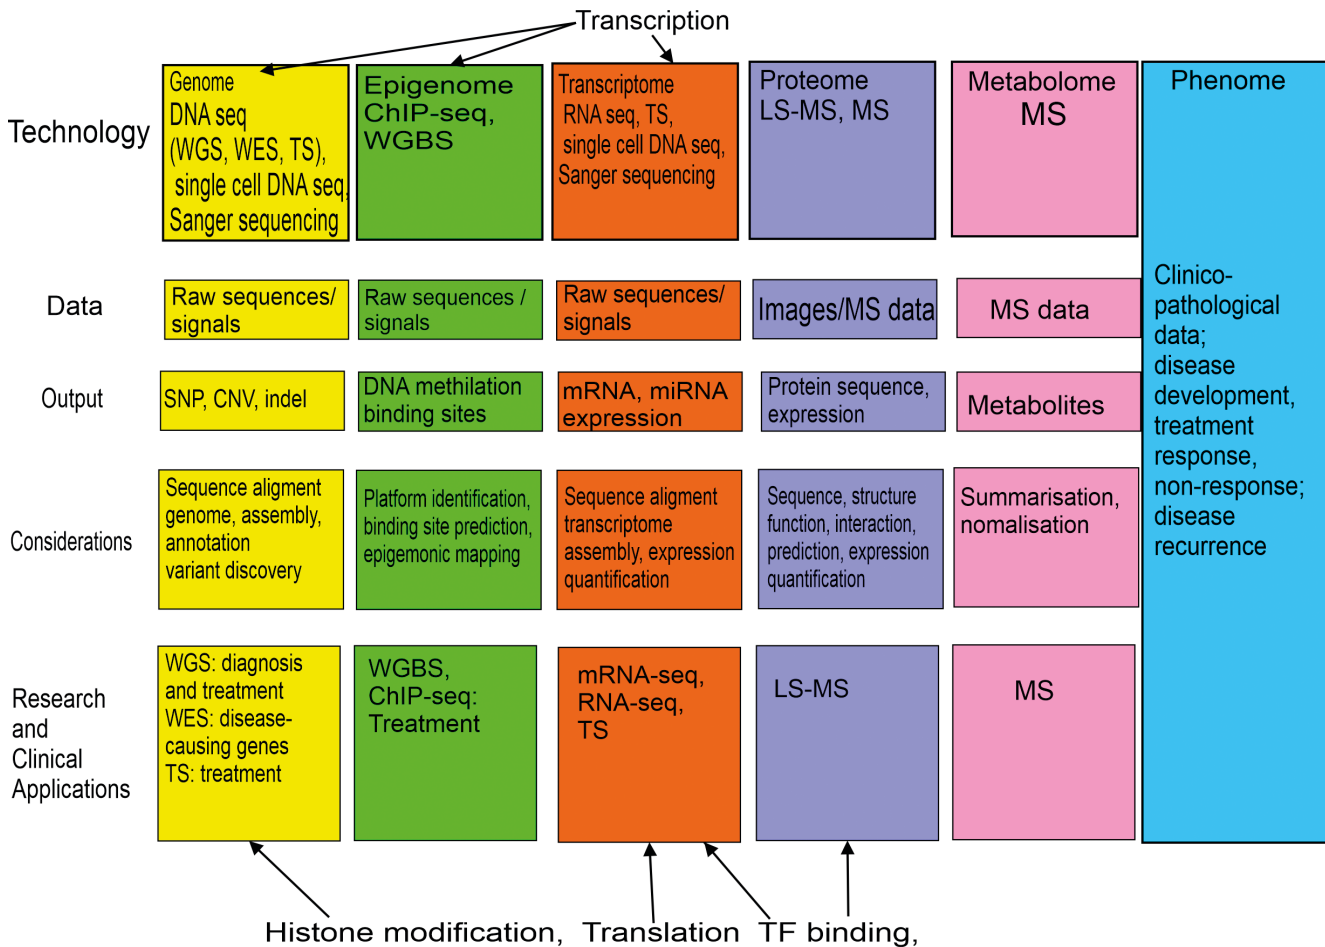 Transcription
Technology
Genome
DNA seq
(WGS, WES, TS),
single cell DNA seq,
Sanger sequencing
Epigenome
ChIP-seq,
WGBS
Transcriptome
RNA seq, TS,
single cell DNA seq,
Sanger sequencing
Proteome
LS-MS, MS
Metabolome
MS
Phenome
Clinico-
pathological
data;
disease
development,
treatment
response,
non-response;
disease
recurrence
Data
Raw sequences/
signals
Raw sequences /
signals
Raw sequences/
signals
Images/MS data
MS data
Output
SNP, CNV, indel
DNA methilation
binding sites
mRNA, miRNA
expression
Protein sequence,
expression
Metabolites
Considerations
Sequence aligment
genome, assembly,
annotation
variant discovery
Platform identification,
binding site prediction,
epigemonic mapping
Sequence aligment
transcriptome
assembly, expression
quantification
Sequence, structure
function, interaction,
prediction, expression
quantification
Summarisation,
nomalisation
Research
and
Clinical
Applications
WGS: diagnosis
and treatment
WES: disease-
causing genes
TS: treatment
WGBS,
ChIP-seq:
Treatment
mRNA-seq,
RNA-seq,
TS
LS-MS
MS
Histone modification, Translation TF binding,